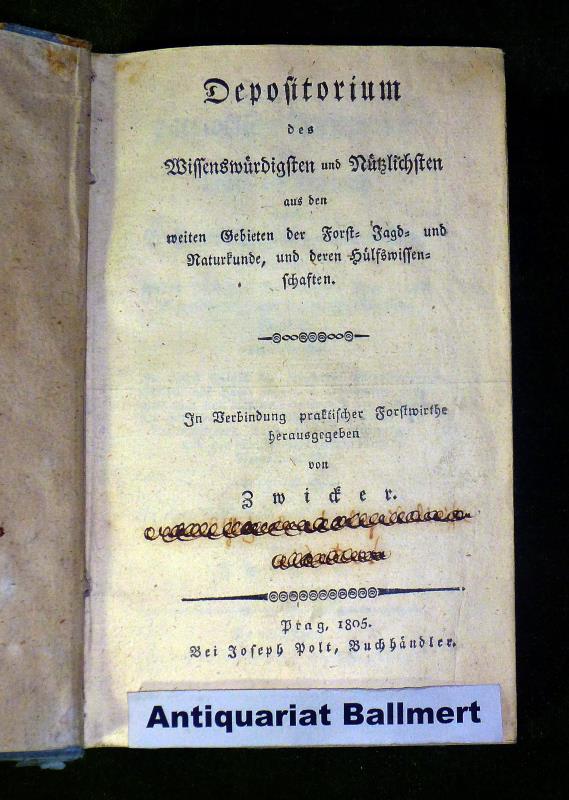 Depositorium
des
Wissenswürdigsten und Nützlichsten
aus den
weiten Gebieten der Forst- Jagd- und
Naturkunde, und deren Hülfswissen-
schaften.
In Verbindung praktischer Forstwirthe
herausgegeben
von
Zwicker.
Prag, 1805.
Bei Joseph Polt, Buchhändler.
Antiquariat Ballmert